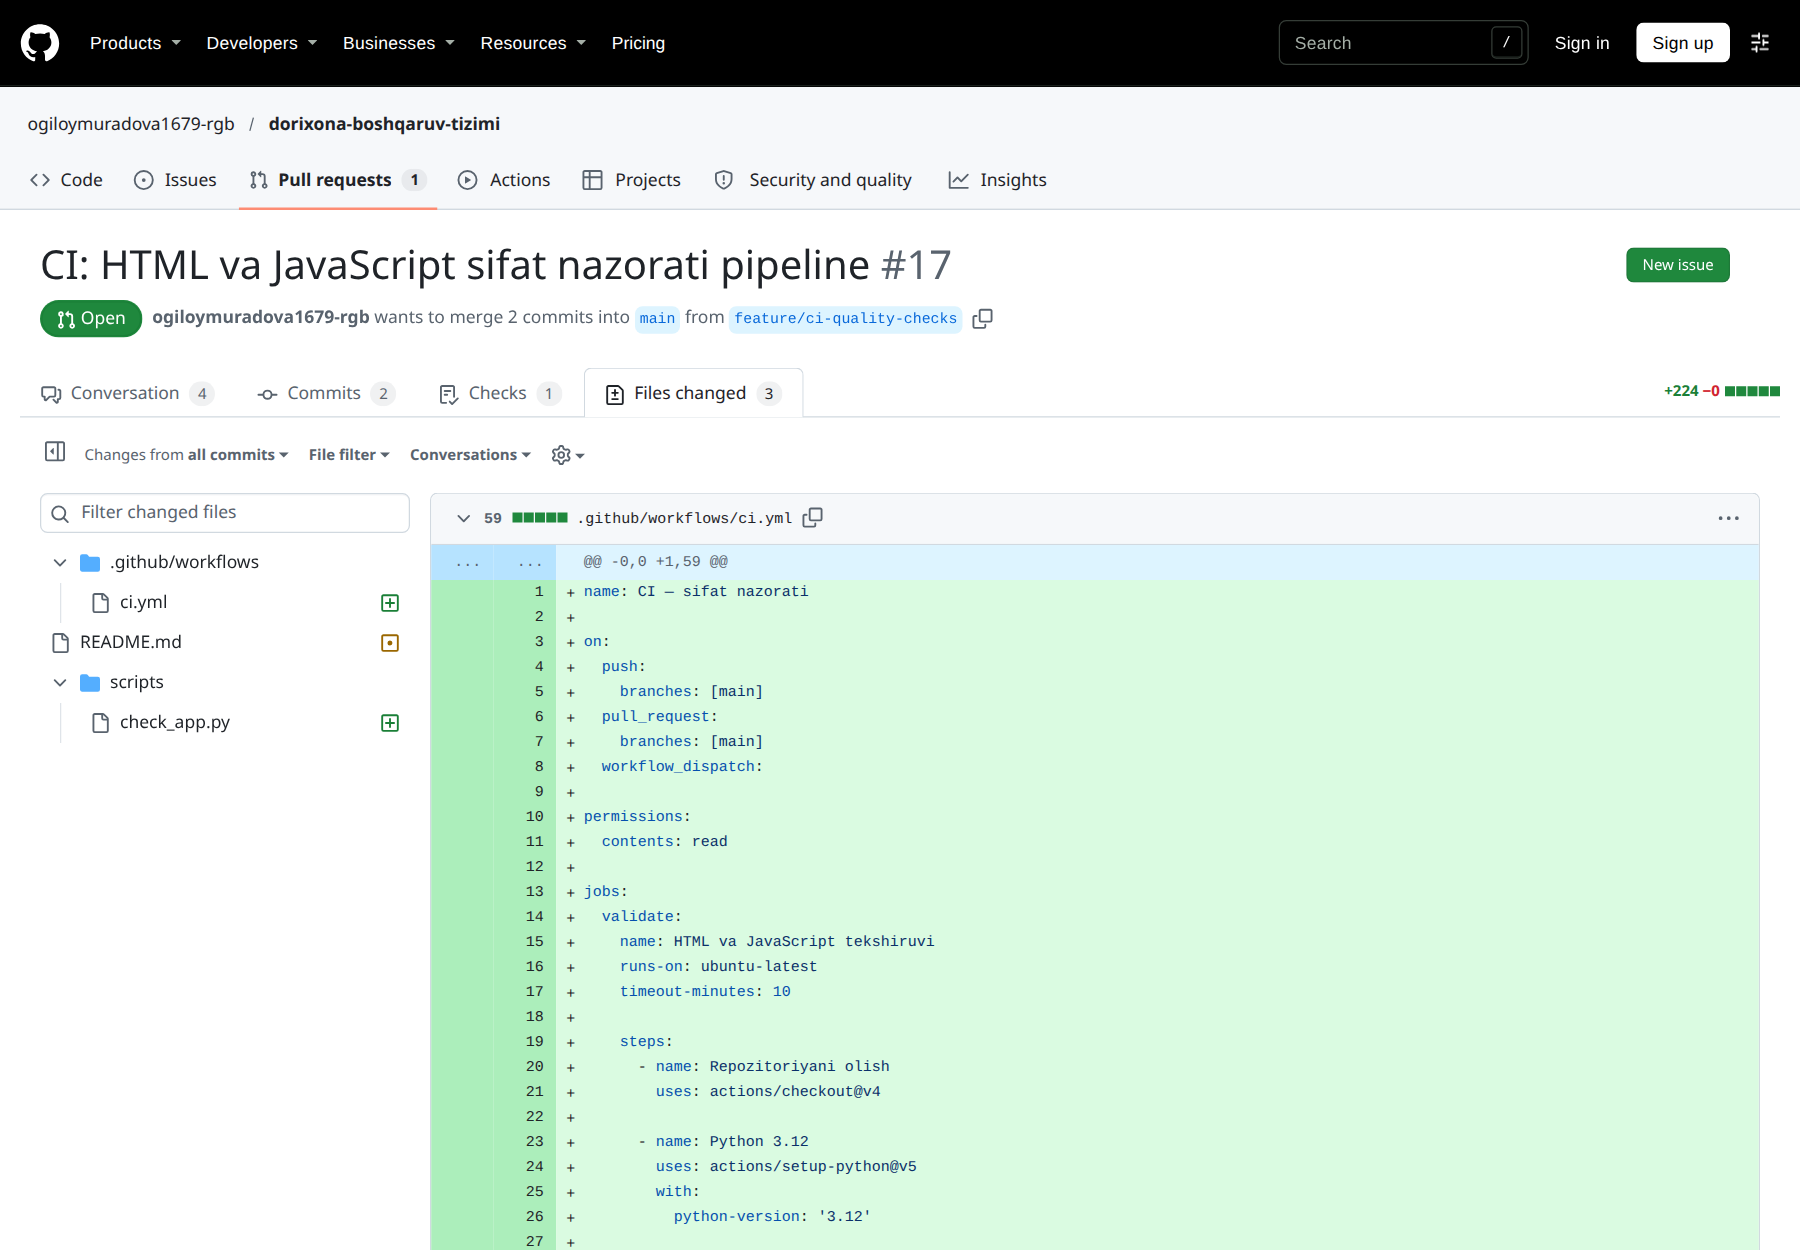 Products Developers Businesses Resources Pricing Search / Sign in Sign up
ogiloymuradova1679-rgb / dorixona-boshqaruv-tizimi
Code Issues Pull requests 1 Actions Projects Security and quality Insights
CI: HTML va JavaScript sifat nazorati pipeline #17
New issue
Open ogiloymuradova1679-rgb wants to merge 2 commits into main from feature/ci-quality-checks
Conversation 4 Commits 2 Checks 1 Files changed 3 +224 −0
Changes from all commits File filter Conversations
Filter changed files
.github/workflows
ci.yml
README.md
scripts
check_app.py
59 .github/workflows/ci.yml
... ... @@ -0,0 +1,59 @@
1 + name: CI — sifat nazorati
2 +
3 + on:
4 + push:
5 + branches: [main]
6 + pull_request:
7 + branches: [main]
8 + workflow_dispatch:
9 +
10 + permissions:
11 + contents: read
12 +
13 + jobs:
14 + validate:
15 + name: HTML va JavaScript tekshiruvi
16 + runs-on: ubuntu-latest
17 + timeout-minutes: 10
18 +
19 + steps:
20 + - name: Repozitoriyani olish
21 + uses: actions/checkout@v4
22 +
23 + - name: Python 3.12
24 + uses: actions/setup-python@v5
25 + with:
26 + python-version: '3.12'
27 +